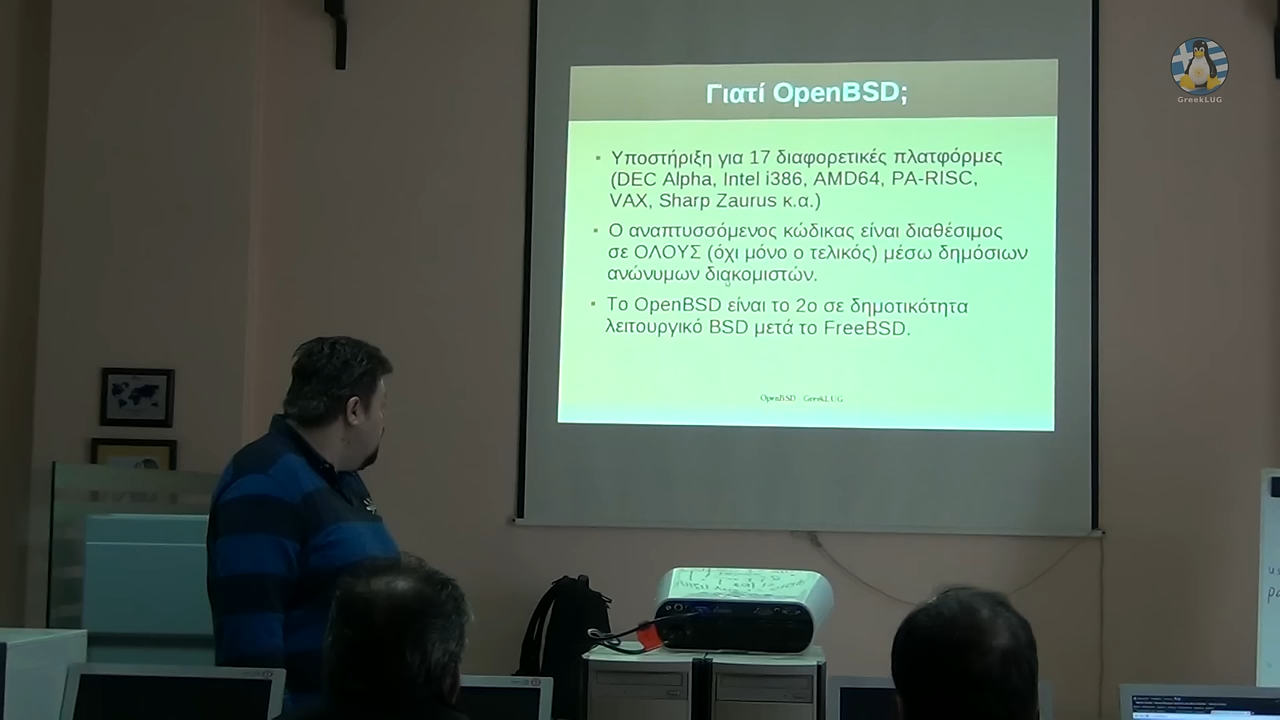 Γιατί OpenBSD;
GreekLUG
▪ Υποστήριξη για 17 διαφορετικές πλατφόρμες
(DEC Alpha, Intel i386, AMD64, PA-RISC,
VAX, Sharp Zaurus κ.α.)
▪ Ο αναπτυσσόμενος κώδικας είναι διαθέσιμος
σε ΟΛΟΥΣ (όχι μόνο ο τελικός) μέσω δημόσιων
ανώνυμων διακομιστών.
▪ Το OpenBSD είναι το 2ο σε δημοτικότητα
λειτουργικό BSD μετά το FreeBSD.
OpenBSD GreekLUG